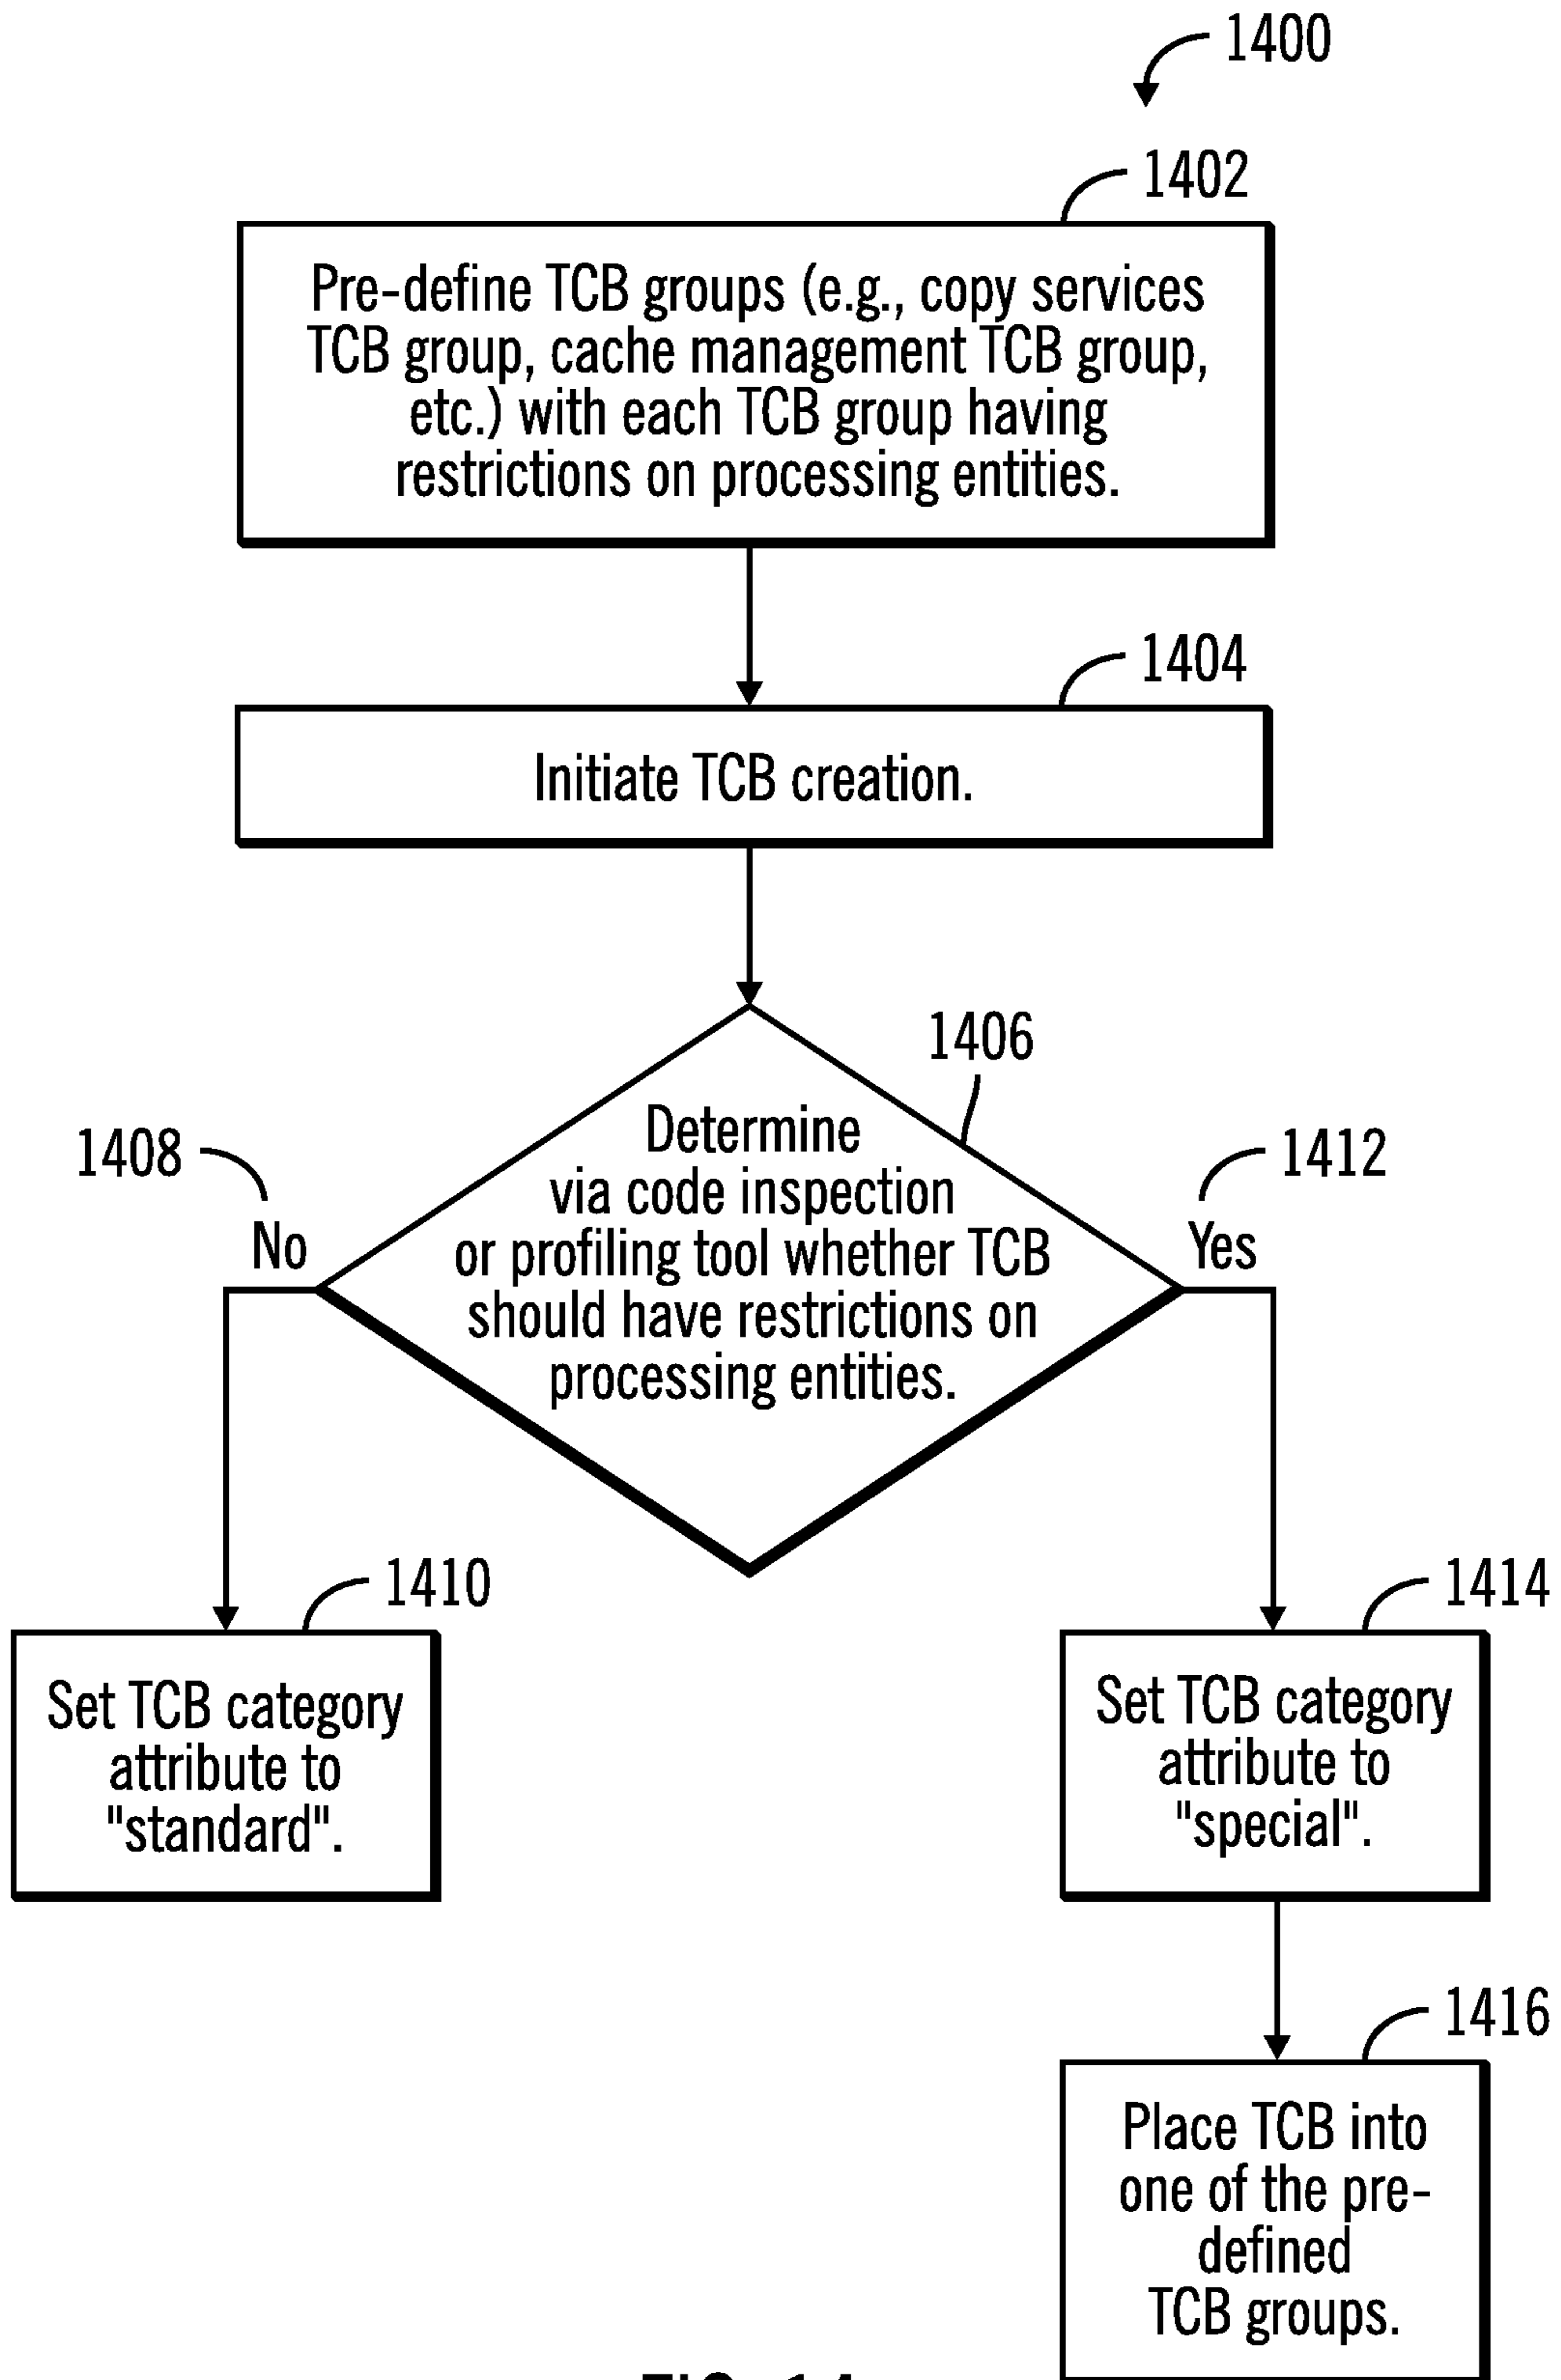 1400
1402
Pre-define TCB groups (e.g., copy services
TCB group, cache management TCB group,
etc.) with each TCB group having
restrictions on processing entities.
1404
Initiate TCB creation.
1406
Determine
via code inspection
or profiling tool whether TCB
should have restrictions on
processing entities.
1408
No
1412
Yes
1410
Set TCB category
attribute to
"standard".
1414
Set TCB category
attribute to
"special".
1416
Place TCB into
one of the pre-
defined
TCB groups.